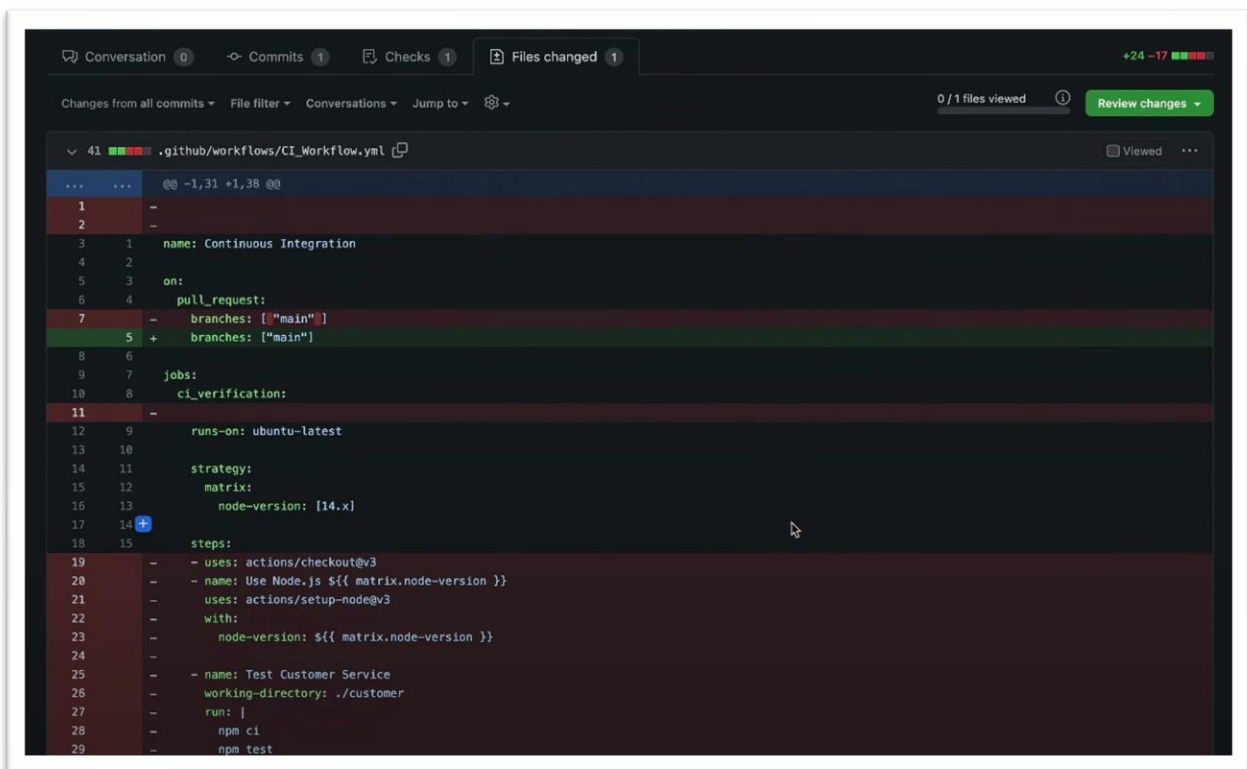 Conversation 0 Commits 1 Checks 1 Files changed 1 +24 −17
Changes from all commits File filter Conversations Jump to 0 / 1 files viewed Review changes
41 .github/workflows/CI_Workflow.yml Viewed ...
... ... @@ -1,31 +1,38 @@
1 -
2 -
3 1 name: Continuous Integration
4 2
5 3 on:
6 4 pull_request:
7 - branches: [ "main" ]
5 + branches: ["main"]
8 6
9 7 jobs:
10 8 ci_verification:
11 -
12 9 runs-on: ubuntu-latest
13 10
14 11 strategy:
15 12 matrix:
16 13 node-version: [14.x]
17 14 +
18 15 steps:
19 - - uses: actions/checkout@v3
20 - - name: Use Node.js ${{ matrix.node-version }}
21 - uses: actions/setup-node@v3
22 - with:
23 - node-version: ${{ matrix.node-version }}
24 -
25 - - name: Test Customer Service
26 - working-directory: ./customer
27 - run: |
28 - npm ci
29 - npm test